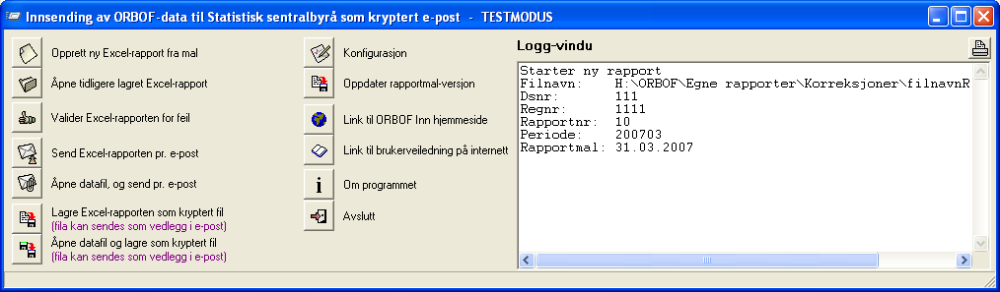 Innsending av ORBOF-data til Statistisk sentralbyrå som kryptert e-post - TESTMODUS
Opprett ny Excel-rapport fra mal
Åpne tidligere lagret Excel-rapport
Valider Excel-rapporten for feil
Send Excel-rapporten pr. e-post
Åpne datafil, og send pr. e-post
Lagre Excel-rapporten som kryptert fil
(fila kan sendes som vedlegg i e-post)
Åpne datafil og lagre som kryptert fil
(fila kan sendes som vedlegg i e-post)
Konfigurasjon
Oppdater rapportmal-versjon
Link til ORBOF Inn hjemmeside
Link til brukerveiledning på internett
Om programmet
Avslutt
Logg-vindu
Starter ny rapport
Filnavn: H:\ORBOF\Egne rapporter\Korreksjoner\filnavnR
Dsnr: 111
Regnr: 1111
Rapportnr: 10
Periode: 200703
Rapportmal: 31.03.2007